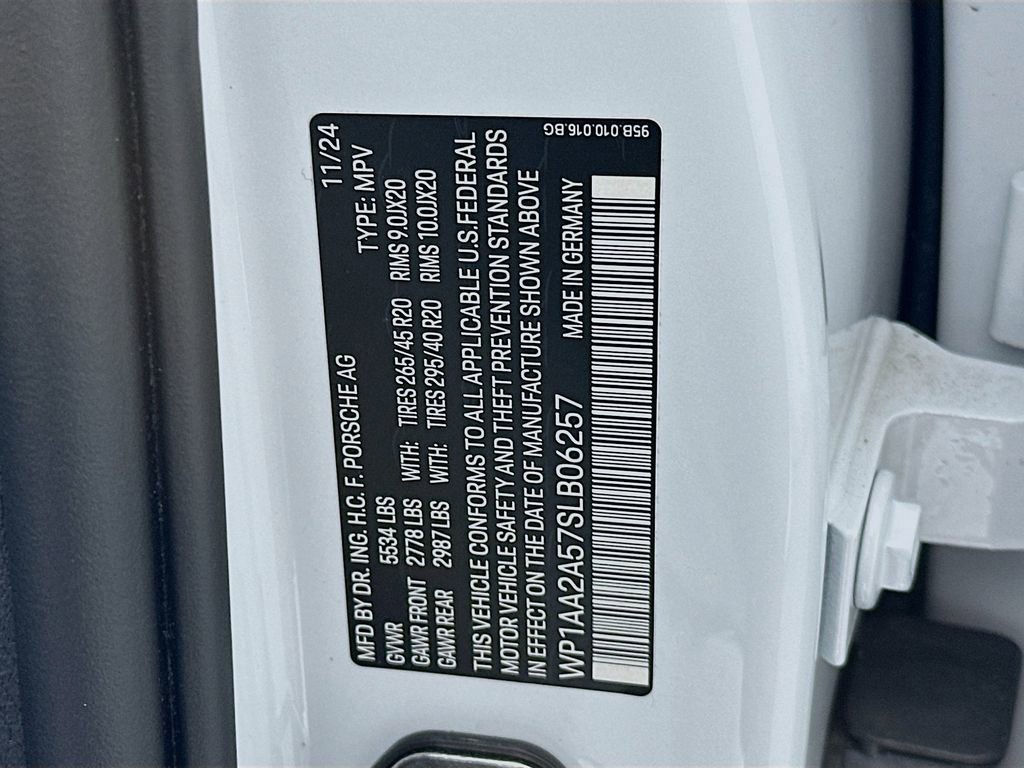 MFD BY DR. ING. H.C. F. PORSCHE AG 11/24
GVWR 5534 LBS TYPE: MPV
GAWR FRONT 2778 LBS WITH: TIRES 265/45 R20 RIMS 9.0JX20
GAWR REAR 2987 LBS WITH: TIRES 295/40 R20 RIMS 10.0JX20
THIS VEHICLE CONFORMS TO ALL APPLICABLE U.S.FEDERAL
MOTOR VEHICLE SAFETY AND THEFT PREVENTION STANDARDS
IN EFFECT ON THE DATE OF MANUFACTURE SHOWN ABOVE
WP1AA2A57SLB06257 MADE IN GERMANY
95B.010.016.BG